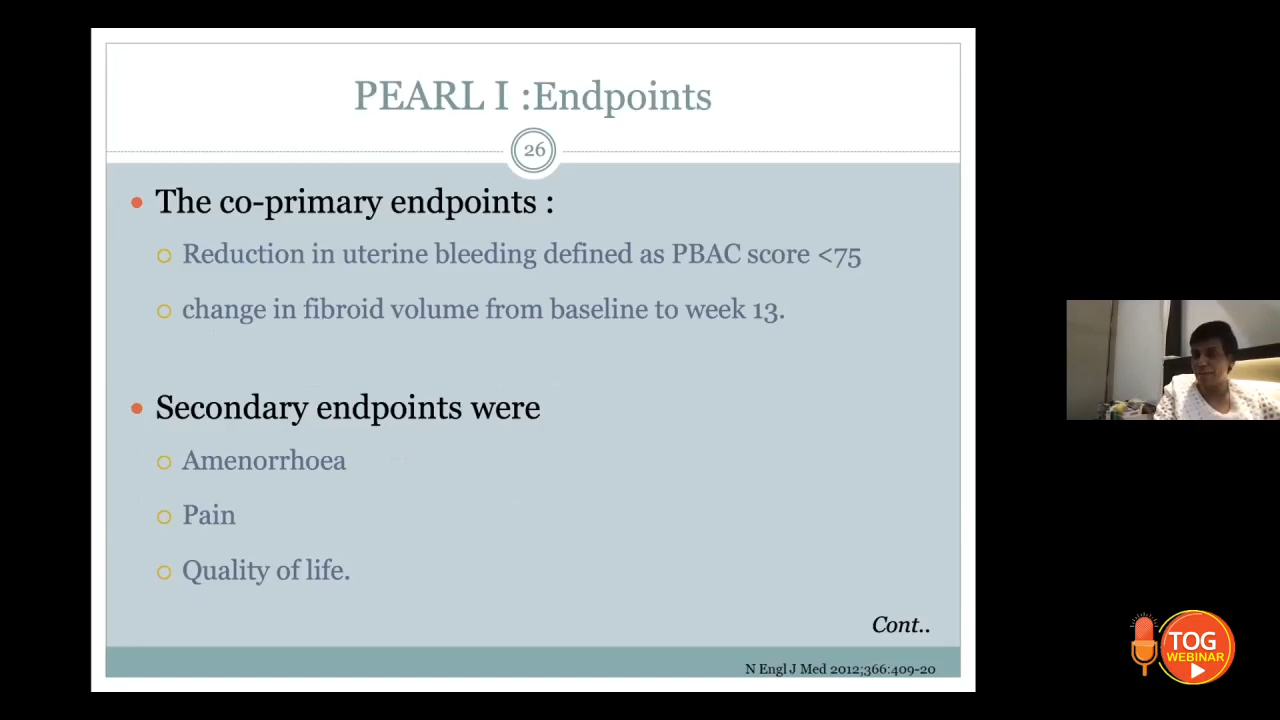 PEARL I :Endpoints
26
The co-primary endpoints :
Reduction in uterine bleeding defined as PBAC score <75
change in fibroid volume from baseline to week 13.
Secondary endpoints were
Amenorrhoea
Pain
Quality of life.
Cont..
N Engl J Med 2012;366:409-20
TOG
WEBINAR